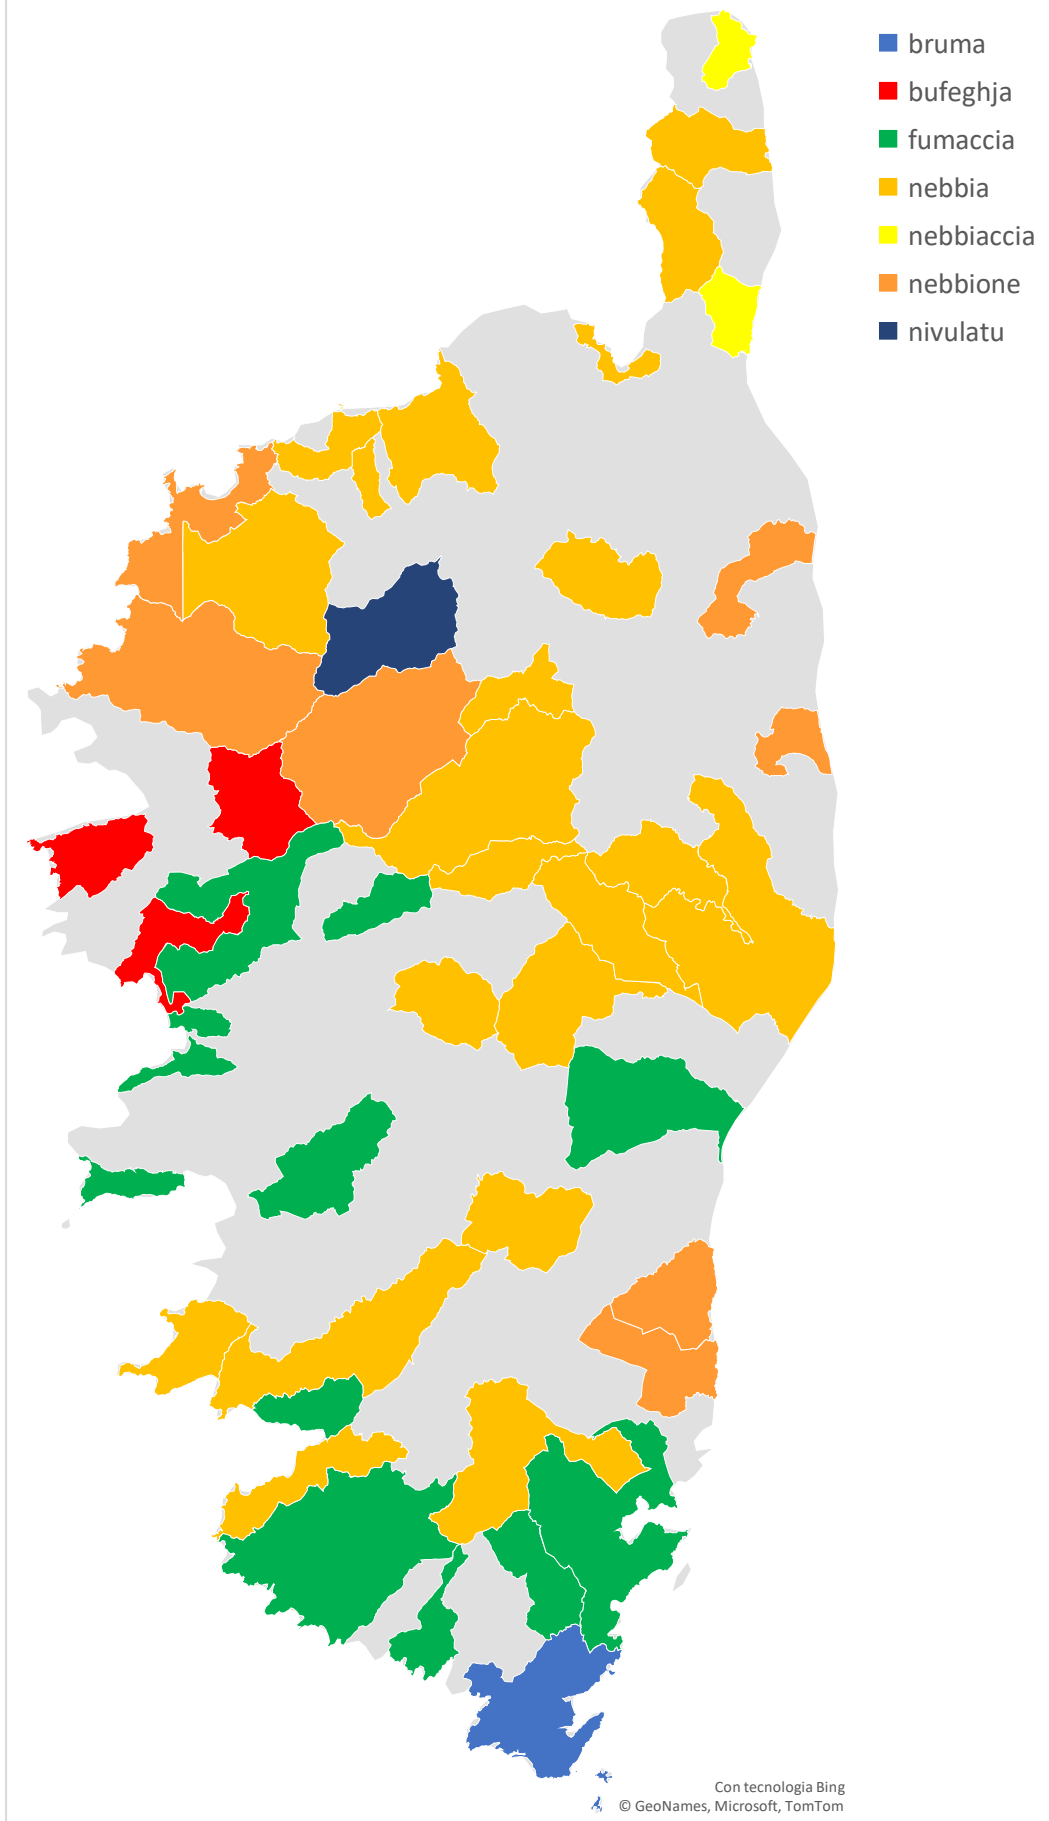 bruma
bufeghja
fumaccia
nebbia
nebbiaccia
nebbione
nivulatu
Con tecnologia Bing
© GeoNames, Microsoft, TomTom